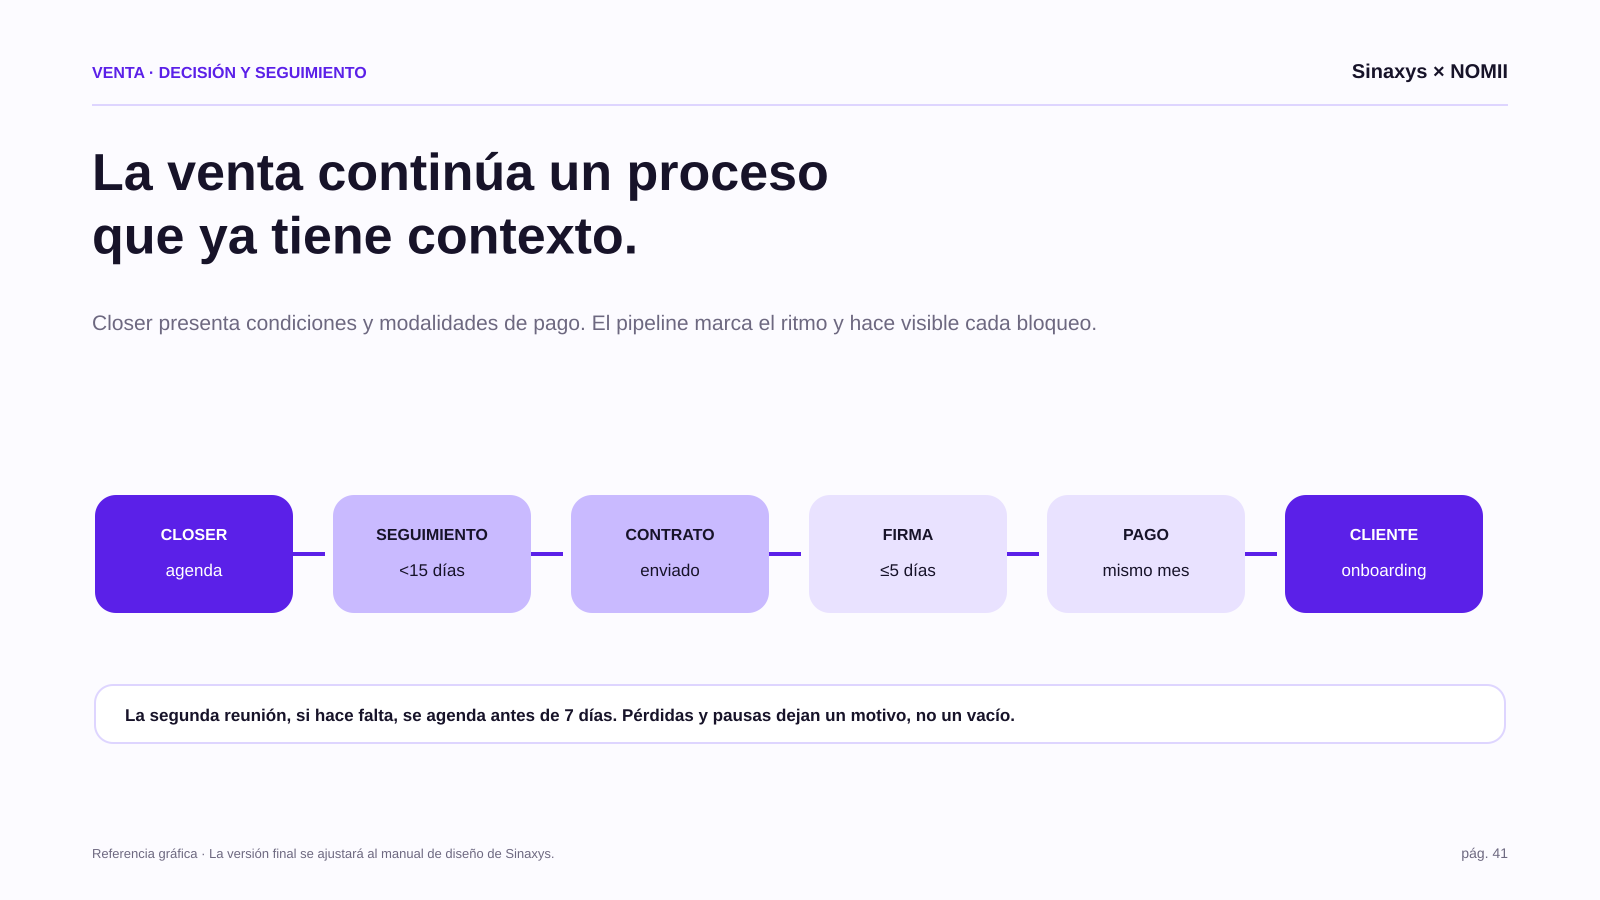 VENTA · DECISIÓN Y SEGUIMIENTO
Sinaxys × NOMII
La venta continúa un proceso
que ya tiene contexto.
Closer presenta condiciones y modalidades de pago. El pipeline marca el ritmo y hace visible cada bloqueo.
CLOSER
agenda
SEGUIMIENTO
<15 días
CONTRATO
enviado
FIRMA
≤5 días
PAGO
mismo mes
CLIENTE
onboarding
La segunda reunión, si hace falta, se agenda antes de 7 días. Pérdidas y pausas dejan un motivo, no un vacío.
Referencia gráfica · La versión final se ajustará al manual de diseño de Sinaxys.
pág. 41